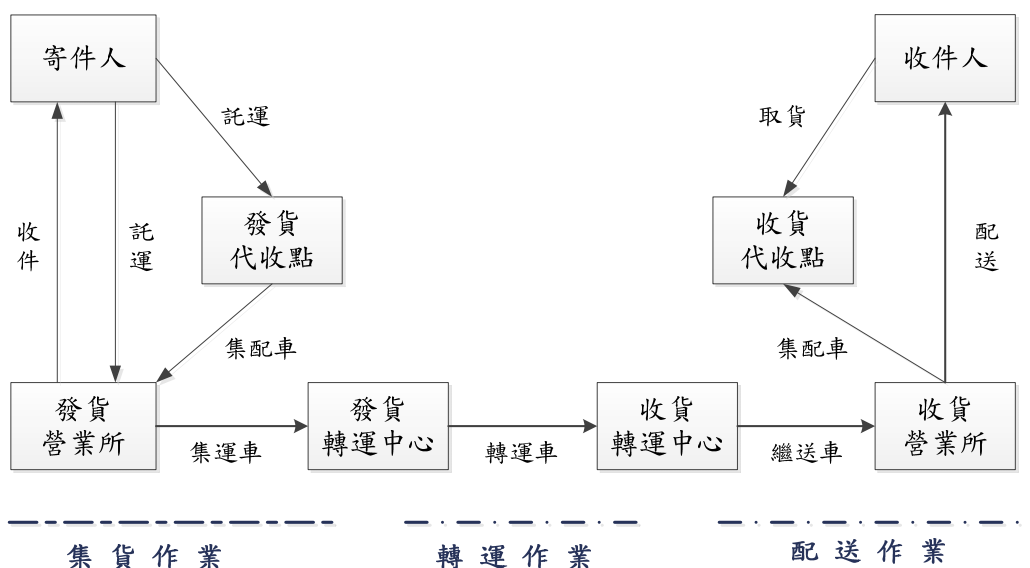 寄件人
收件人
託運
取貨
發貨
代收點
收貨
代收點
收
件
託
運
配
送
集配車
集配車
發貨
營業所
發貨
轉運中心
收貨
轉運中心
收貨
營業所
集運車
轉運車
繼送車
集貨作業
轉運作業
配送作業